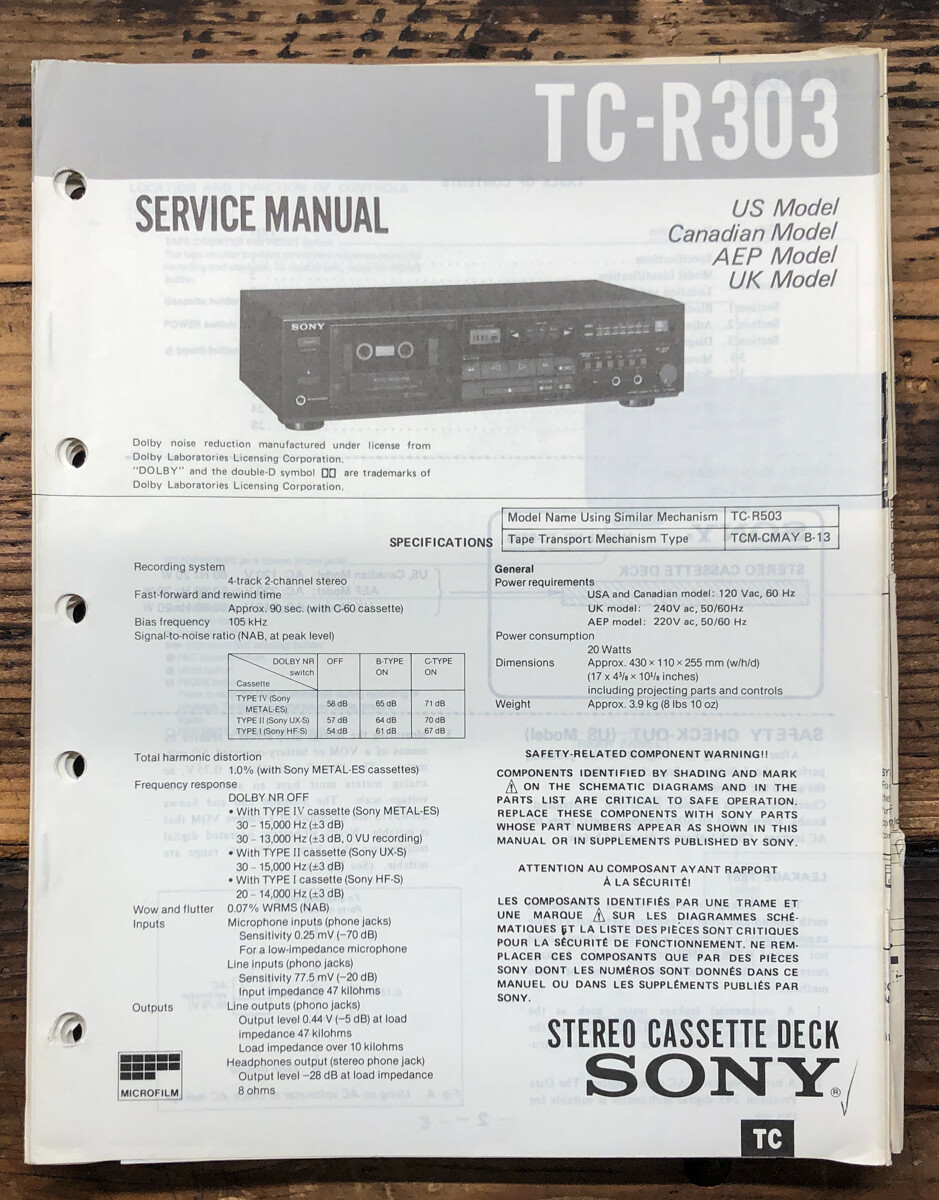 TC-R303
SERVICE MANUAL
US Model
Canadian Model
AEP Model
UK Model
SONY
Dolby noise reduction manufactured under license from
Dolby Laboratories Licensing Corporation.
"DOLBY" and the double-D symbol are trademarks of
Dolby Laboratories Licensing Corporation.
Model Name Using Similar Mechanism TC-R503
Tape Transport Mechanism Type TCM-CMAY B-13
SPECIFICATIONS
Recording system
4-track 2-channel stereo
Fast-forward and rewind time
Approx. 90 sec. (with C-60 cassette)
Bias frequency 105 kHz
Signal-to-noise ratio (NAB, at peak level)
DOLBY NR switch Cassette OFF B-TYPE ON C-TYPE ON
TYPE IV (Sony METAL-ES) 58 dB 65 dB 71 dB
TYPE II (Sony UX-S) 57 dB 64 dB 70 dB
TYPE I (Sony HF-S) 54 dB 61 dB 67 dB
Total harmonic distortion
1.0% (with Sony METAL-ES cassettes)
Frequency response
DOLBY NR OFF
• With TYPE IV cassette (Sony METAL-ES)
30 – 15,000 Hz (±3 dB)
30 – 13,000 Hz (±3 dB, 0 VU recording)
• With TYPE II cassette (Sony UX-S)
30 – 15,000 Hz (±3 dB)
• With TYPE I cassette (Sony HF-S)
20 – 14,000 Hz (±3 dB)
Wow and flutter 0.07% WRMS (NAB)
Inputs Microphone inputs (phone jacks)
Sensitivity 0.25 mV (–70 dB)
For a low-impedance microphone
Line inputs (phono jacks)
Sensitivity 77.5 mV (–20 dB)
Input impedance 47 kilohms
Outputs Line outputs (phono jacks)
Output level 0.44 V (–5 dB) at load
impedance 47 kilohms
Load impedance over 10 kilohms
Headphones output (stereo phone jack)
Output level –28 dB at load impedance
8 ohms
MICROFILM
General
Power requirements
USA and Canadian model: 120 Vac, 60 Hz
UK model: 240V ac, 50/60Hz
AEP model: 220V ac, 50/60 Hz
Power consumption
20 Watts
Dimensions Approx. 430 × 110 × 255 mm (w/h/d)
(17 x 4 3/8 × 10 1/8 inches)
including projecting parts and controls
Weight Approx. 3.9 kg (8 lbs 10 oz)
SAFETY-RELATED COMPONENT WARNING!!
COMPONENTS IDENTIFIED BY SHADING AND MARK
⚠ ON THE SCHEMATIC DIAGRAMS AND IN THE
PARTS LIST ARE CRITICAL TO SAFE OPERATION.
REPLACE THESE COMPONENTS WITH SONY PARTS
WHOSE PART NUMBERS APPEAR AS SHOWN IN THIS
MANUAL OR IN SUPPLEMENTS PUBLISHED BY SONY.
ATTENTION AU COMPOSANT AYANT RAPPORT
À LA SÉCURITÉ!
LES COMPOSANTS IDENTIFIÉS PAR UNE TRAME ET
UNE MARQUE ⚠ SUR LES DIAGRAMMES SCHÉ-
MATIQUES ET LA LISTE DES PIÈCES SONT CRITIQUES
POUR LA SÉCURITÉ DE FONCTIONNEMENT. NE REM-
PLACER CES COMPOSANTS QUE PAR DES PIÈCES
SONY DONT LES NUMÉROS SONT DONNÉS DANS CE
MANUEL OU DANS LES SUPPLÉMENTS PUBLIÉS PAR
SONY.
STEREO CASSETTE DECK
SONY®
TC